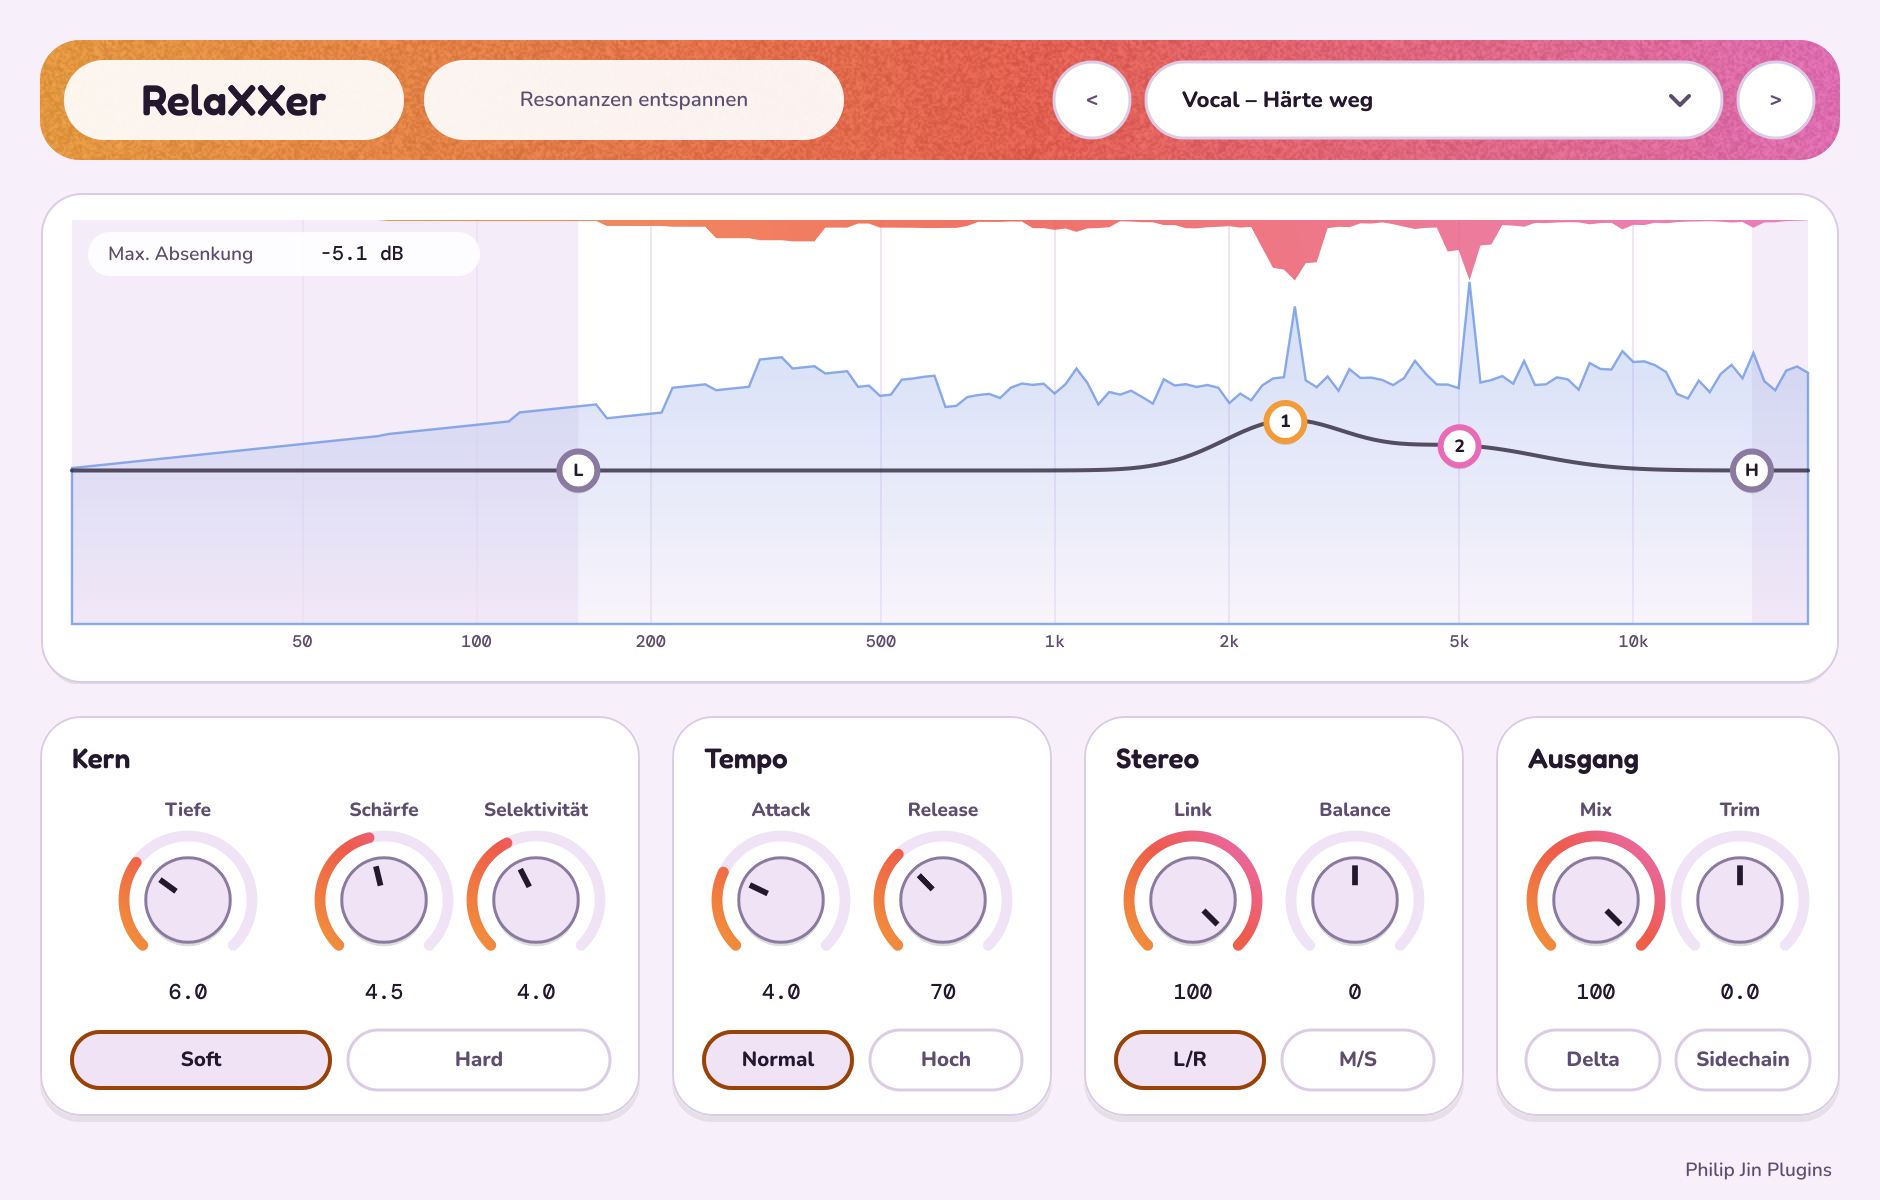 RelaXXer
Resonanzen entspannen
<
Vocal – Härte weg
>
Max. Absenkung -5.1 dB
L
1
2
H
50 100 200 500 1k 2k 5k 10k
Kern
Tiefe Schärfe Selektivität
6.0 4.5 4.0
Soft Hard
Tempo
Attack Release
4.0 70
Normal Hoch
Stereo
Link Balance
100 0
L/R M/S
Ausgang
Mix Trim
100 0.0
Delta Sidechain
Philip Jin Plugins